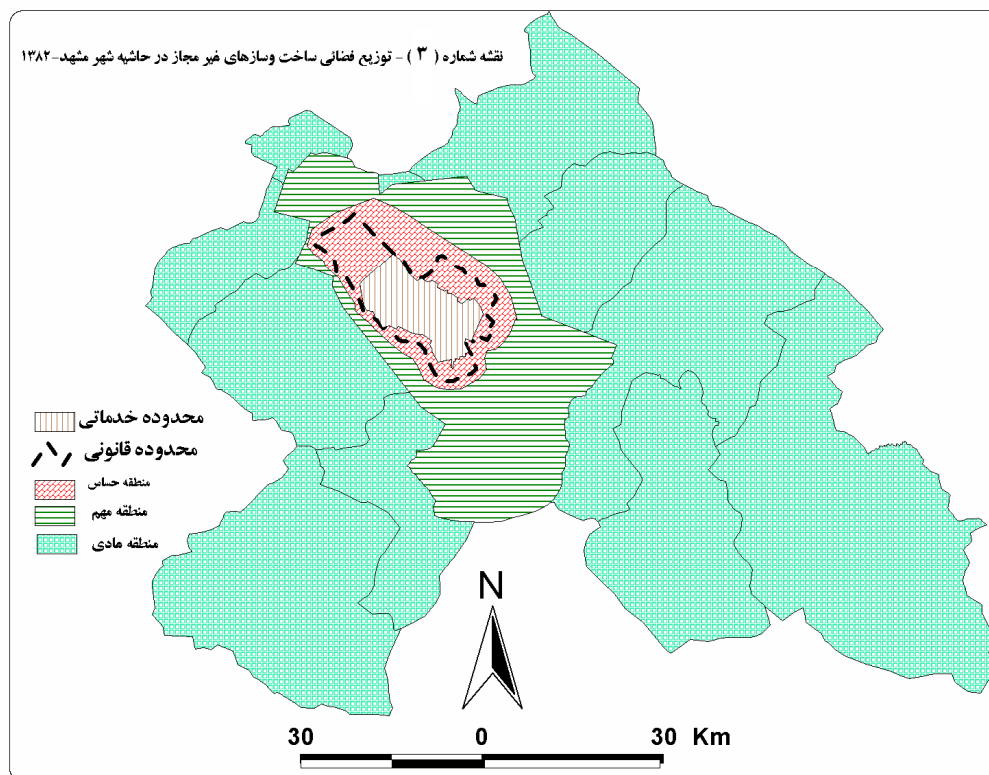 نقشه شماره ( ۳ ) - توزیع فضائی ساخت وسازهای غیر مجاز در حاشیه شهر مشهد-۱۳۸۲
محدوده خدماتی
محدوده قانونی
منطقه حساس
منطقه مهم
منطقه عادی
N
30 0 30 Km